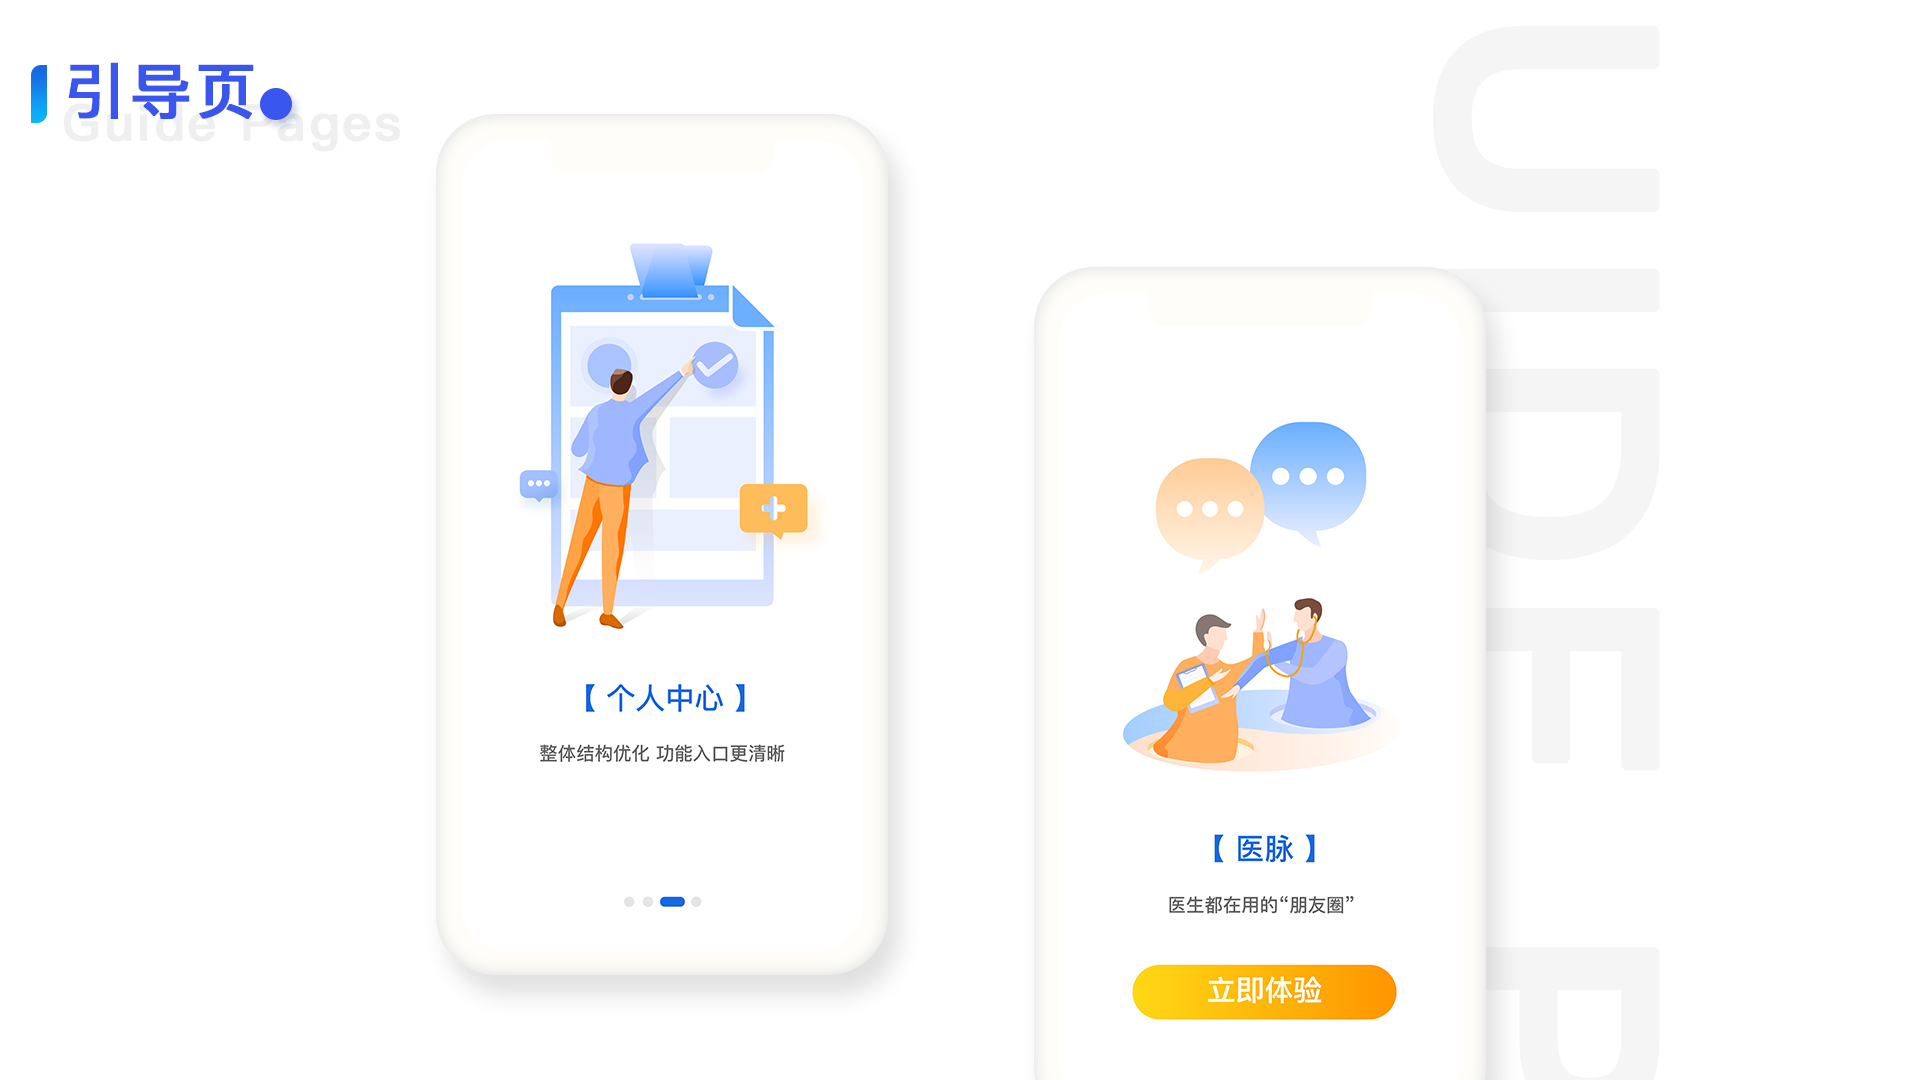 引导页
Guide Pages
【 个人中心 】
整体结构优化 功能入口更清晰
【 医脉 】
医生都在用的“朋友圈”
立即体验
UIDE P